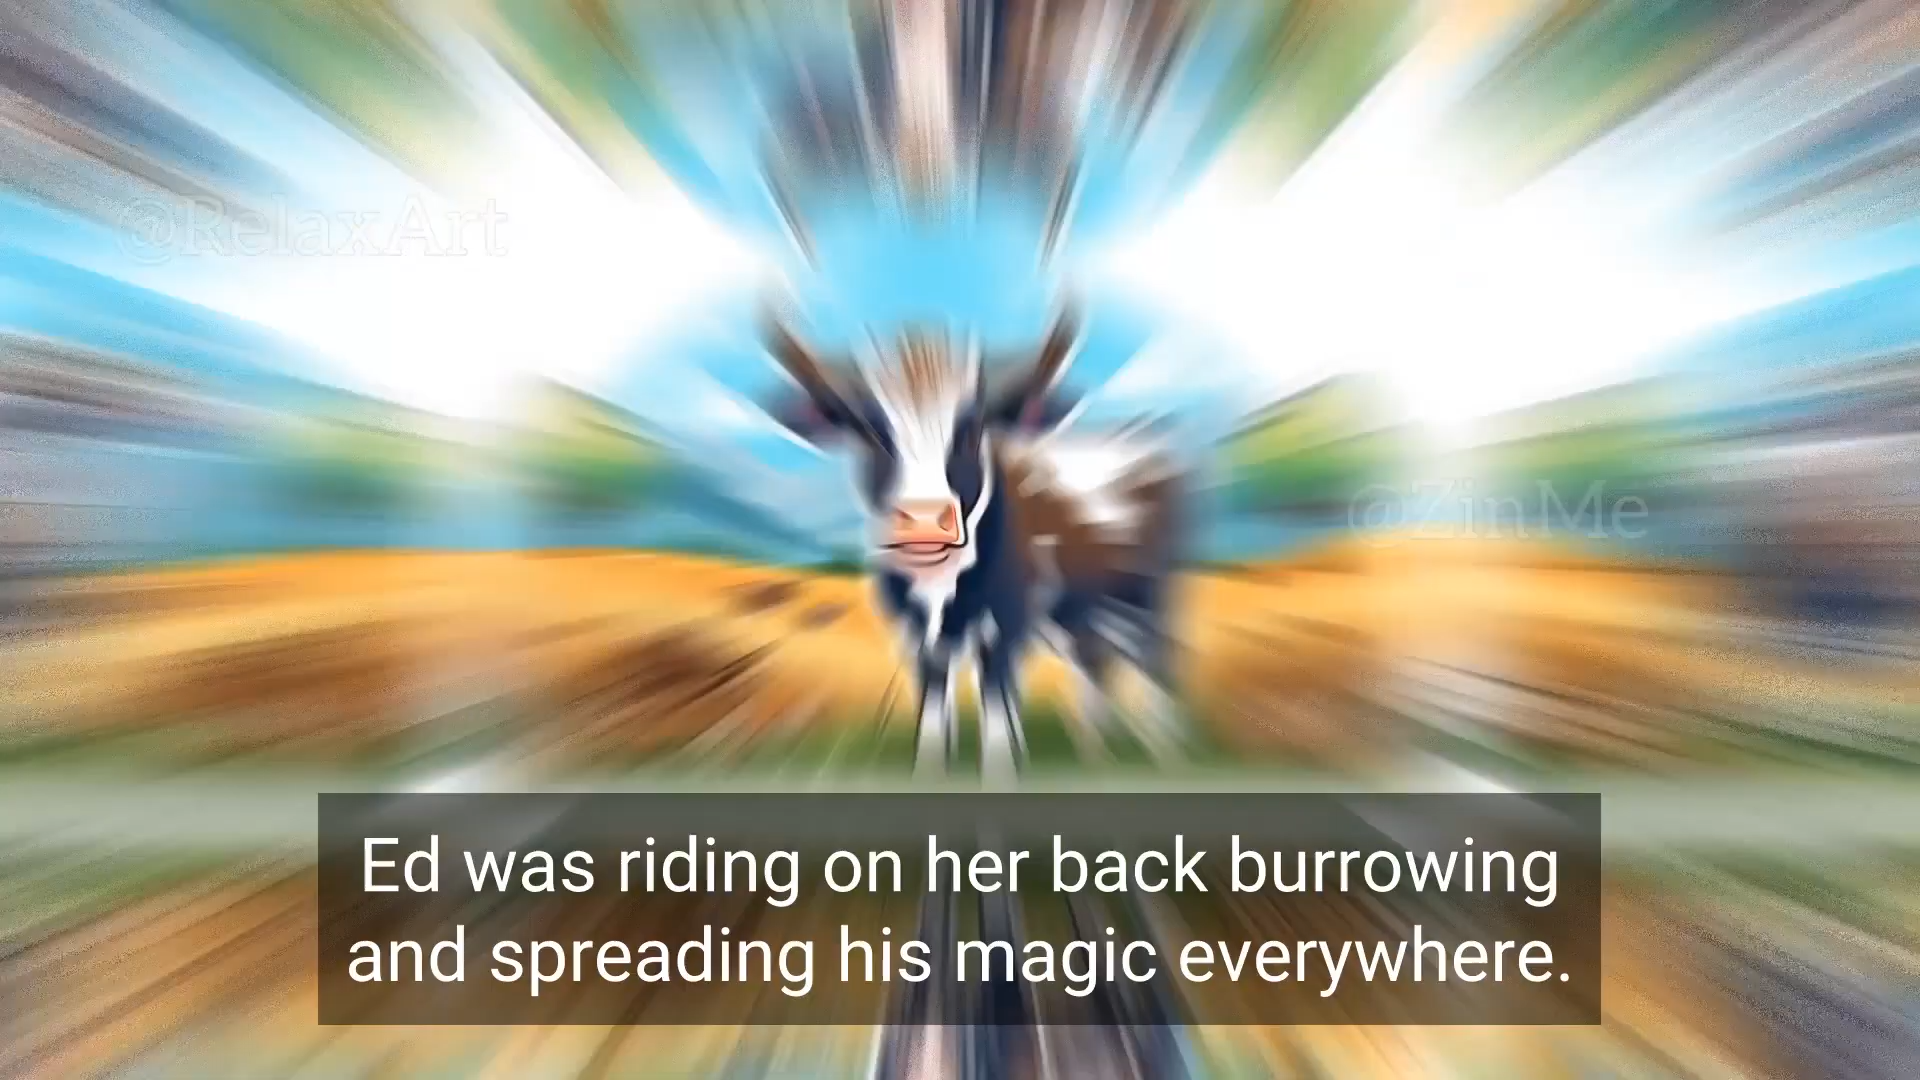 @RelaxArt
@ZinMe
Ed was riding on her back burrowing
and spreading his magic everywhere.